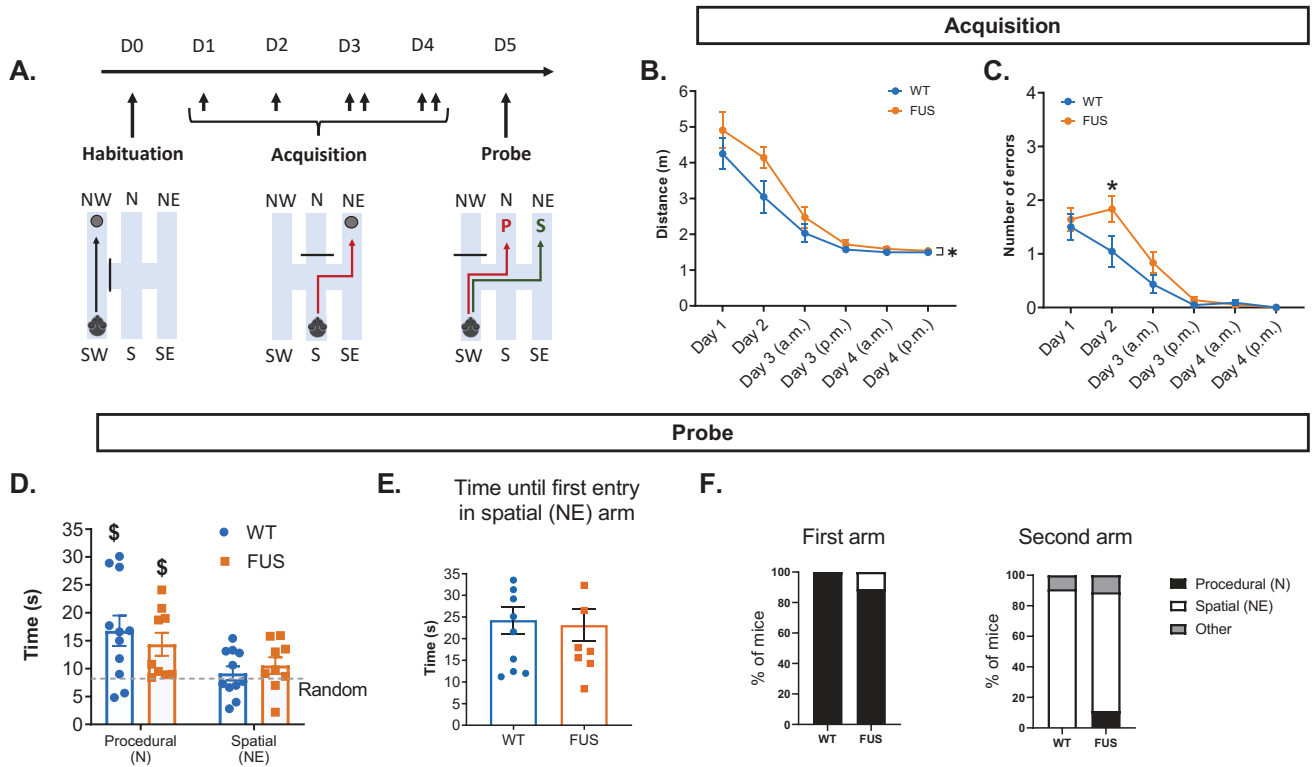 Acquisition
A.
D0 D1 D2 D3 D4 D5
Habituation Acquisition Probe
NW N NE
SW S SE
NW N NE
SW S SE
NW N NE
P S
SW S SE
B.
WT
FUS
Distance (m)
6
5
4
3
2
1
0
*
Day 1
Day 2
Day 3 (a.m.)
Day 3 (p.m.)
Day 4 (a.m.)
Day 4 (p.m.)
C.
WT
FUS
Number of errors
4
3
2
1
0
*
Day 1
Day 2
Day 3 (a.m.)
Day 3 (p.m.)
Day 4 (a.m.)
Day 4 (p.m.)
Probe
D.
WT
FUS
$ $
Time (s)
35
30
25
20
15
10
5
0
Random
Procedural
(N)
Spatial
(NE)
E.
Time until first entry
in spatial (NE) arm
Time (s)
35
30
25
20
15
10
5
0
WT FUS
F.
First arm
% of mice
100
80
60
40
20
0
WT FUS
Second arm
% of mice
100
80
60
40
20
0
WT FUS
Procedural (N)
Spatial (NE)
Other